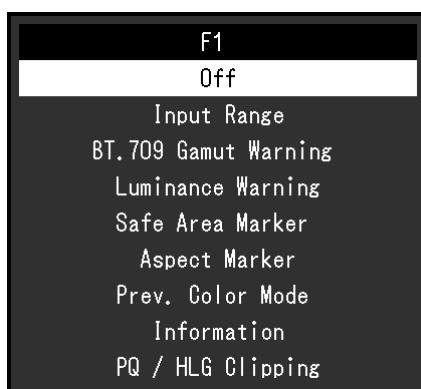 F1
Off
Input Range
BT.709 Gamut Warning
Luminance Warning
Safe Area Marker
Aspect Marker
Prev. Color Mode
Information
PQ / HLG Clipping